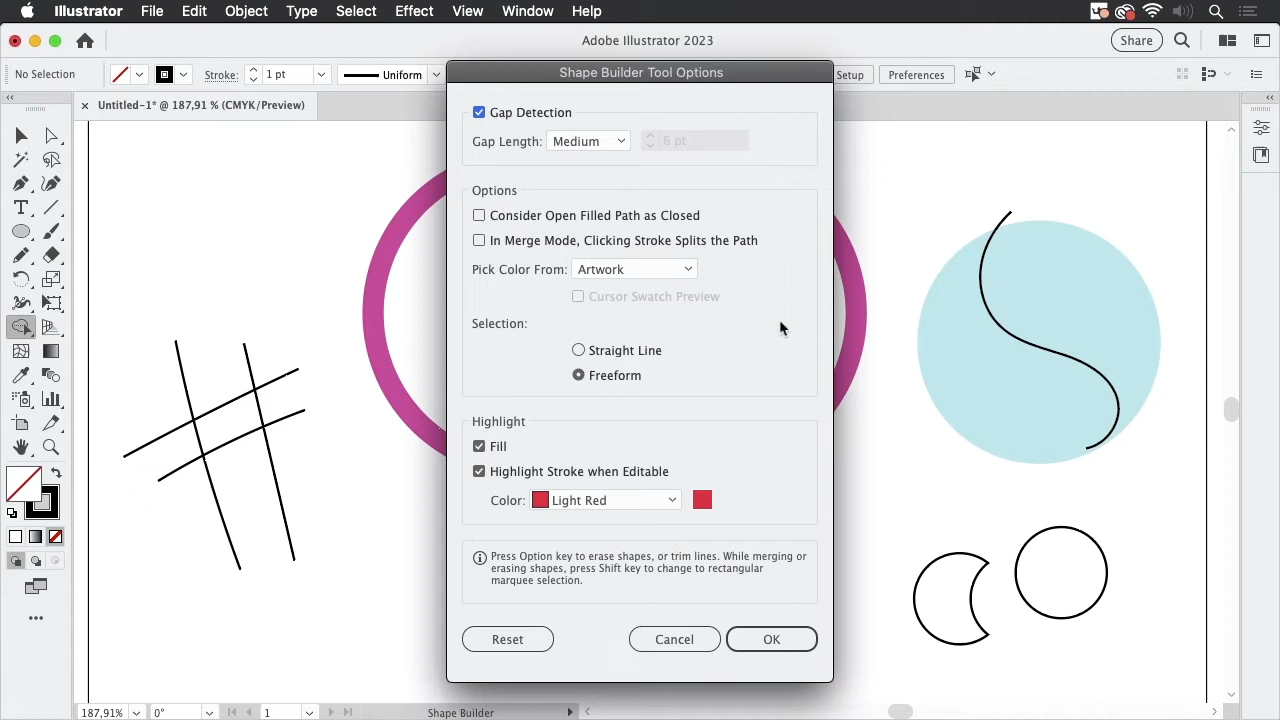 Illustrator File Edit Object Type Select Effect View Window Help
Adobe Illustrator 2023
Share
No Selection
Stroke:
1 pt
Uniform
Setup
Preferences
Untitled-1* @ 187,91 % (CMYK/Preview)
Shape Builder Tool Options
Gap Detection
Gap Length: Medium 6 pt
Options
Consider Open Filled Path as Closed
In Merge Mode, Clicking Stroke Splits the Path
Pick Color From: Artwork
Cursor Swatch Preview
Selection:
Straight Line
Freeform
Highlight
Fill
Highlight Stroke when Editable
Color: Light Red
Press Option key to erase shapes, or trim lines. While merging or
erasing shapes, press Shift key to change to rectangular
marquee selection.
Reset Cancel OK
187,91% 0° 1 Shape Builder